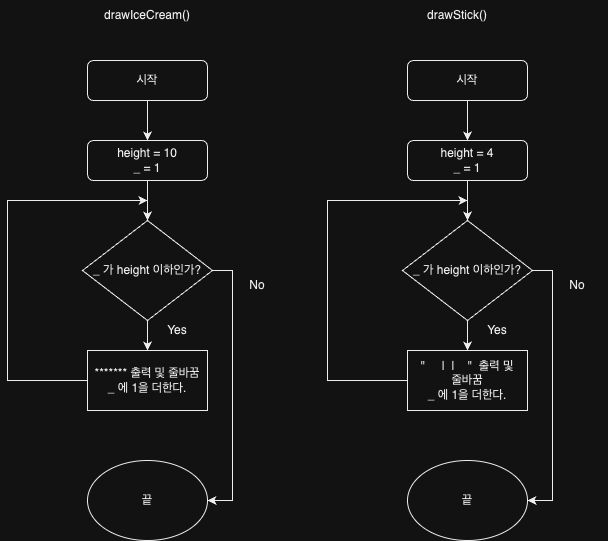 drawIceCream()
시작
height = 10
_ = 1
_ 가 height 이하인가?
No
Yes
******* 출력 및 줄바꿈
_ 에 1을 더한다.
끝
drawStick()
시작
height = 4
_ = 1
_ 가 height 이하인가?
No
Yes
"   | |   " 출력 및
줄바꿈
_ 에 1을 더한다.
끝